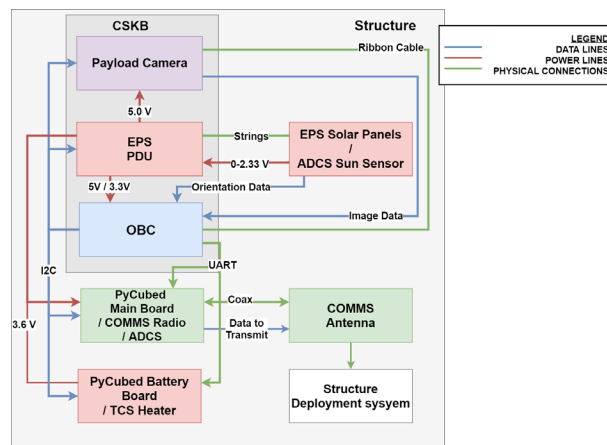 CSKB
Structure
LEGEND
DATA LINES
POWER LINES
PHYSICAL CONNECTIONS
Ribbon Cable
Payload Camera
5.0 V
EPS
PDU
Strings
0-2.33 V
EPS Solar Panels
/
ADCS Sun Sensor
5V / 3.3V
Orientation Data
OBC
Image Data
I2C
UART
PyCubed
Main Board
/ COMMS Radio
/ ADCS
Coax
Data to
Transmit
COMMS
Antenna
3.6 V
PyCubed Battery
Board
/ TCS Heater
Structure
Deployment sysyem